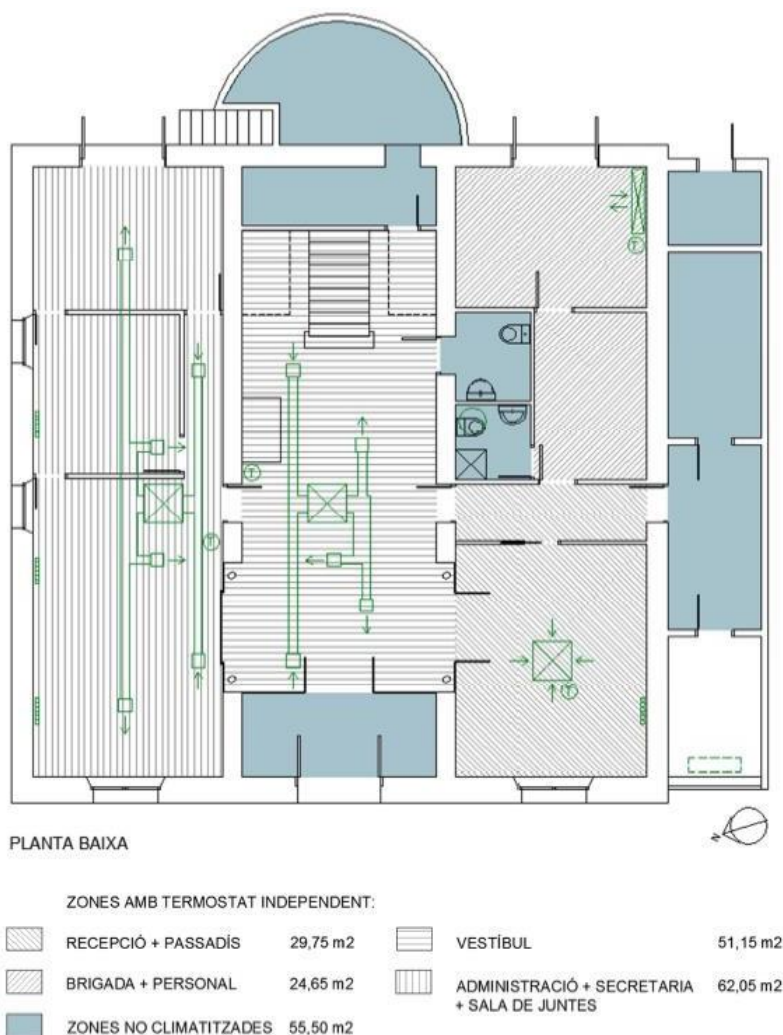 T
T
T
T
N
PLANTA BAIXA
ZONES AMB TERMOSTAT INDEPENDENT:
RECEPCIÓ + PASSADÍS 29,75 m2
VESTÍBUL 51,15 m2
BRIGADA + PERSONAL 24,65 m2
ADMINISTRACIÓ + SECRETARIA 62,05 m2
+ SALA DE JUNTES
ZONES NO CLIMATITZADES 55,50 m2